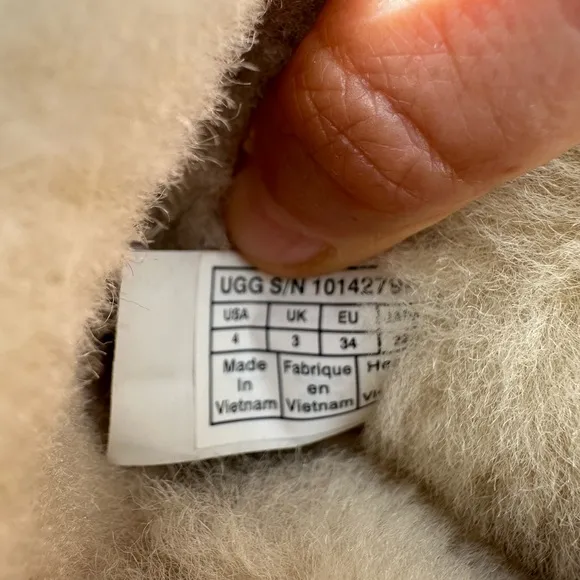 UGG S/N 1014279
USA UK EU
4 3 34
Made Fabrique
In en
Vietnam Vietnam